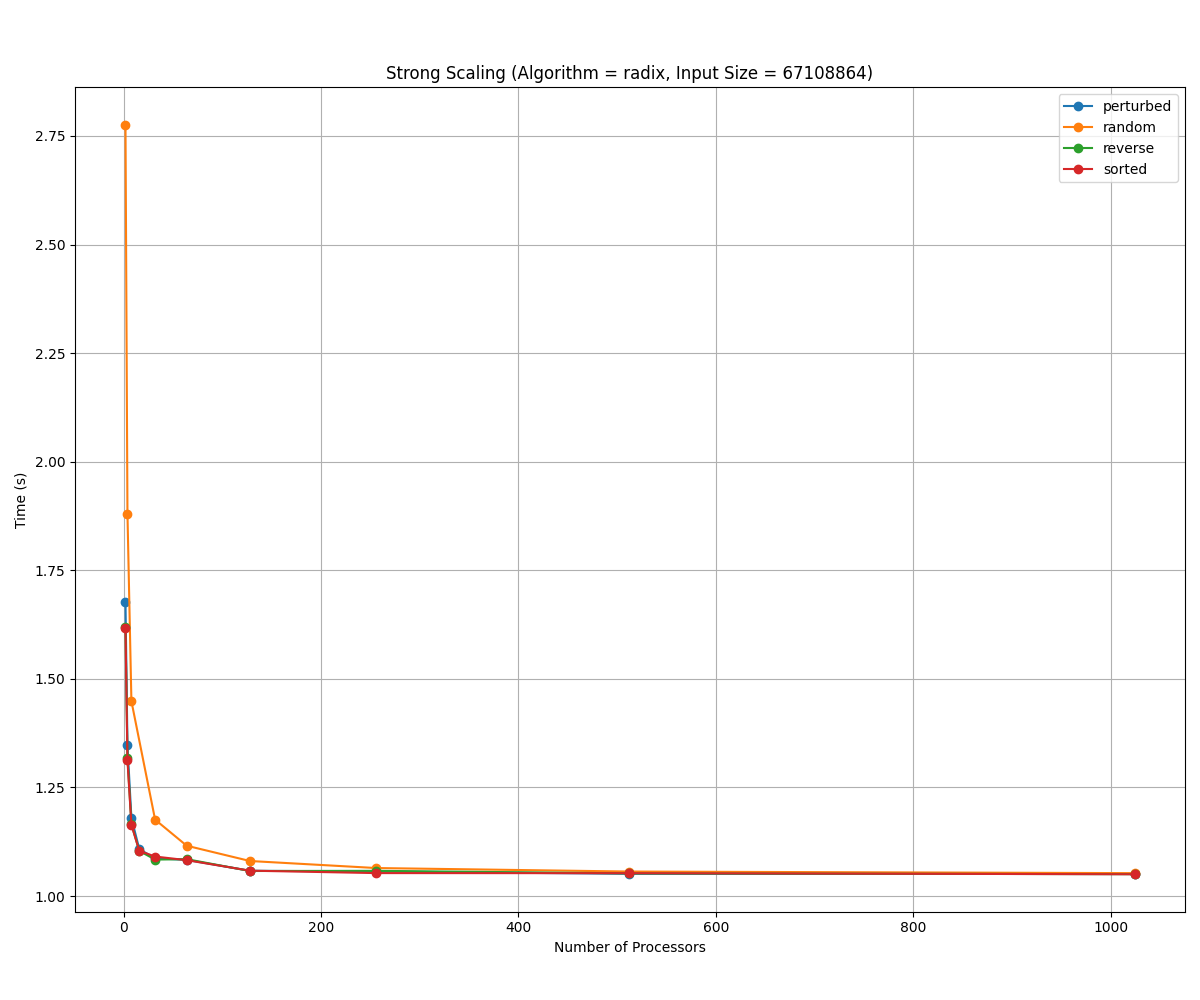 Strong Scaling (Algorithm = radix, Input Size = 67108864)
perturbed
random
reverse
sorted
2.75
2.50
2.25
2.00
1.75
1.50
1.25
1.00
Time (s)
0 200 400 600 800 1000
Number of Processors